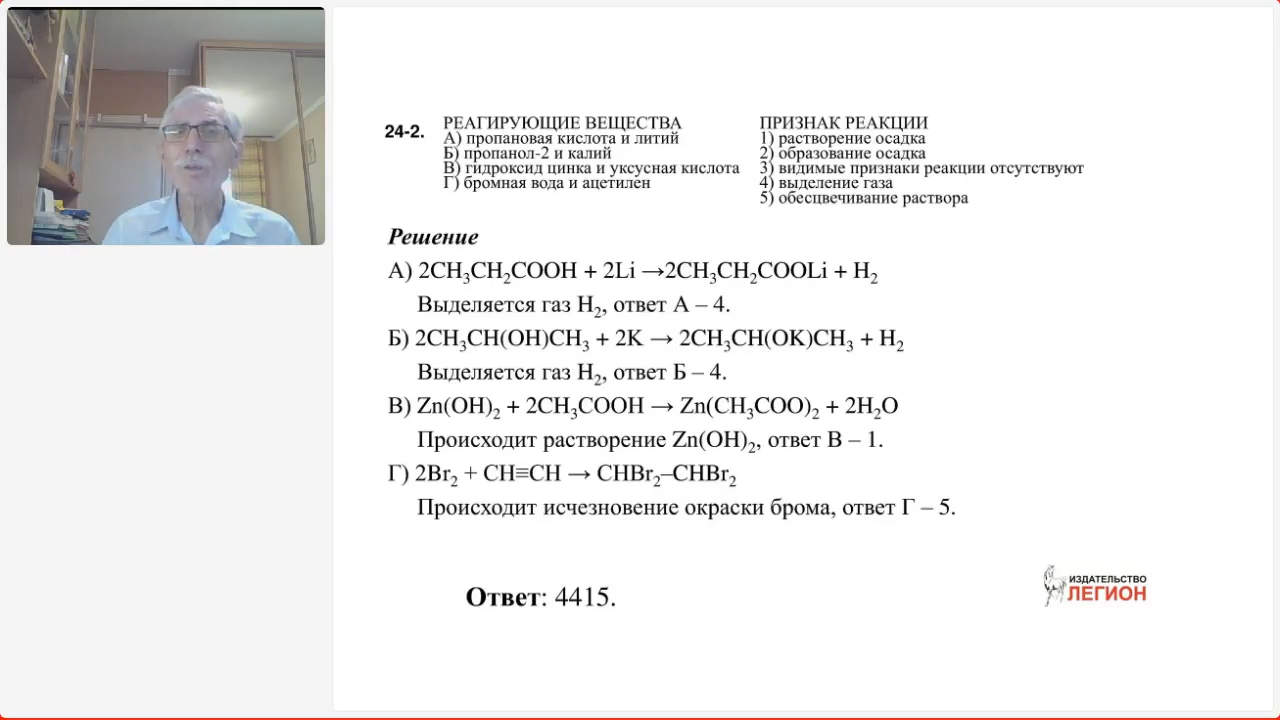 24-2.
РЕАГИРУЮЩИЕ ВЕЩЕСТВА
А) пропановая кислота и литий
Б) пропанол-2 и калий
В) гидроксид цинка и уксусная кислота
Г) бромная вода и ацетилен
ПРИЗНАК РЕАКЦИИ
1) растворение осадка
2) образование осадка
3) видимые признаки реакции отсутствуют
4) выделение газа
5) обесцвечивание раствора
Решение
А) 2CH₃CH₂COOH + 2Li →2CH₃CH₂COOLi + H₂
Выделяется газ H₂, ответ А – 4.
Б) 2CH₃CH(OH)CH₃ + 2K → 2CH₃CH(OK)CH₃ + H₂
Выделяется газ H₂, ответ Б – 4.
В) Zn(OH)₂ + 2CH₃COOH → Zn(CH₃COO)₂ + 2H₂O
Происходит растворение Zn(OH)₂, ответ В – 1.
Г) 2Br₂ + CH≡CH → CHBr₂–CHBr₂
Происходит исчезновение окраски брома, ответ Г – 5.
Ответ: 4415.
ИЗДАТЕЛЬСТВО
ЛЕГИОН